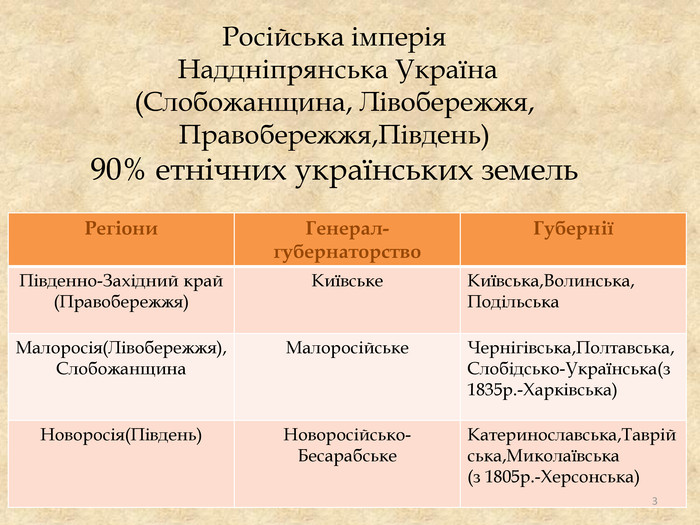 Російська імперія
Наддніпрянська Україна
(Слобожанщина, Лівобережжя,
Правобережжя,Південь)
90% етнічних українських земель
Регіони
Генерал-
губернаторство
Губернії
Південно-Західний край
(Правобережжя)
Київське
Київська,Волинська,
Подільська
Малоросія(Лівобережжя),
Слобожанщина
Малоросійське
Чернігівська,Полтавська,
Слобідсько-Українська(з
1835р.-Харківська)
Новоросія(Південь)
Новоросійсько-
Бесарабське
Катеринославська,Таврій
ська,Миколаївська
(з 1805р.-Херсонська)
3